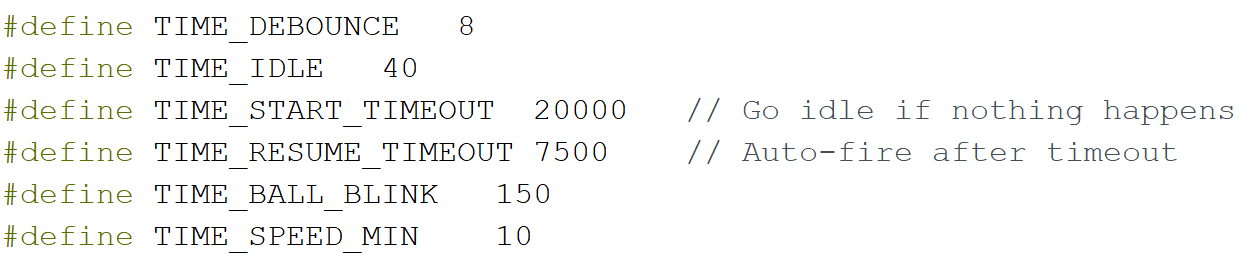 #define TIME_DEBOUNCE   8
#define TIME_IDLE   40
#define TIME_START_TIMEOUT  20000   // Go idle if nothing happens
#define TIME_RESUME_TIMEOUT 7500    // Auto-fire after timeout
#define TIME_BALL_BLINK   150
#define TIME_SPEED_MIN    10